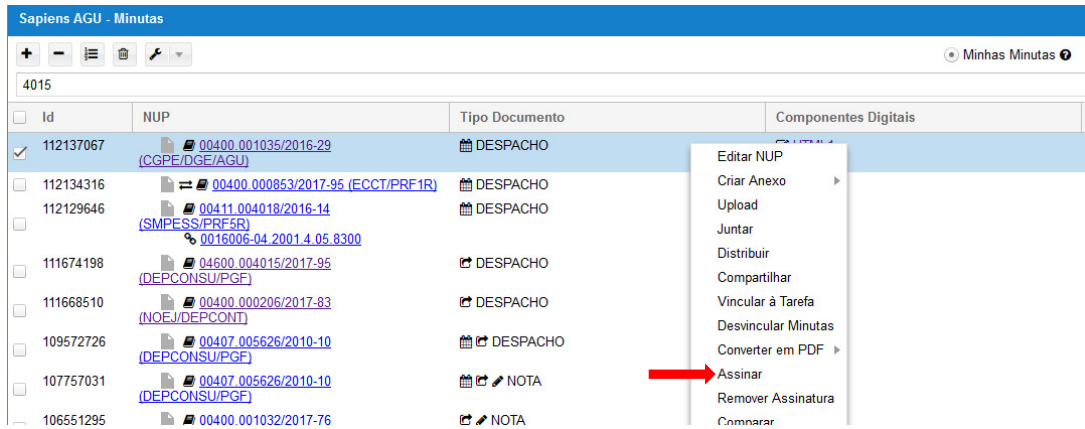 Sapiens AGU - Minutas
Minhas Minutas
4015
Id NUP Tipo Documento Componentes Digitais
112137067 00400.001035/2016-29 DESPACHO
(CGPE/DGE/AGU)
112134316 00400.000853/2017-95 (ECCT/PRF1R) DESPACHO
112129646 00411.004018/2016-14 DESPACHO
(SMPESS/PRF5R)
0016006-04.2001.4.05.8300
111674198 04600.004015/2017-95 DESPACHO
(DEPCONSU/PGF)
111668510 00400.000206/2017-83 DESPACHO
(NOEJ/DEPCONT)
109572726 00407.005626/2010-10 DESPACHO
(DEPCONSU/PGF)
107757031 00407.005626/2010-10 NOTA
(DEPCONSU/PGF)
106551295 00400.001032/2017-76 NOTA
Editar NUP
Criar Anexo
Upload
Juntar
Distribuir
Compartilhar
Vincular à Tarefa
Desvincular Minutas
Converter em PDF
Assinar
Remover Assinatura
Comparar